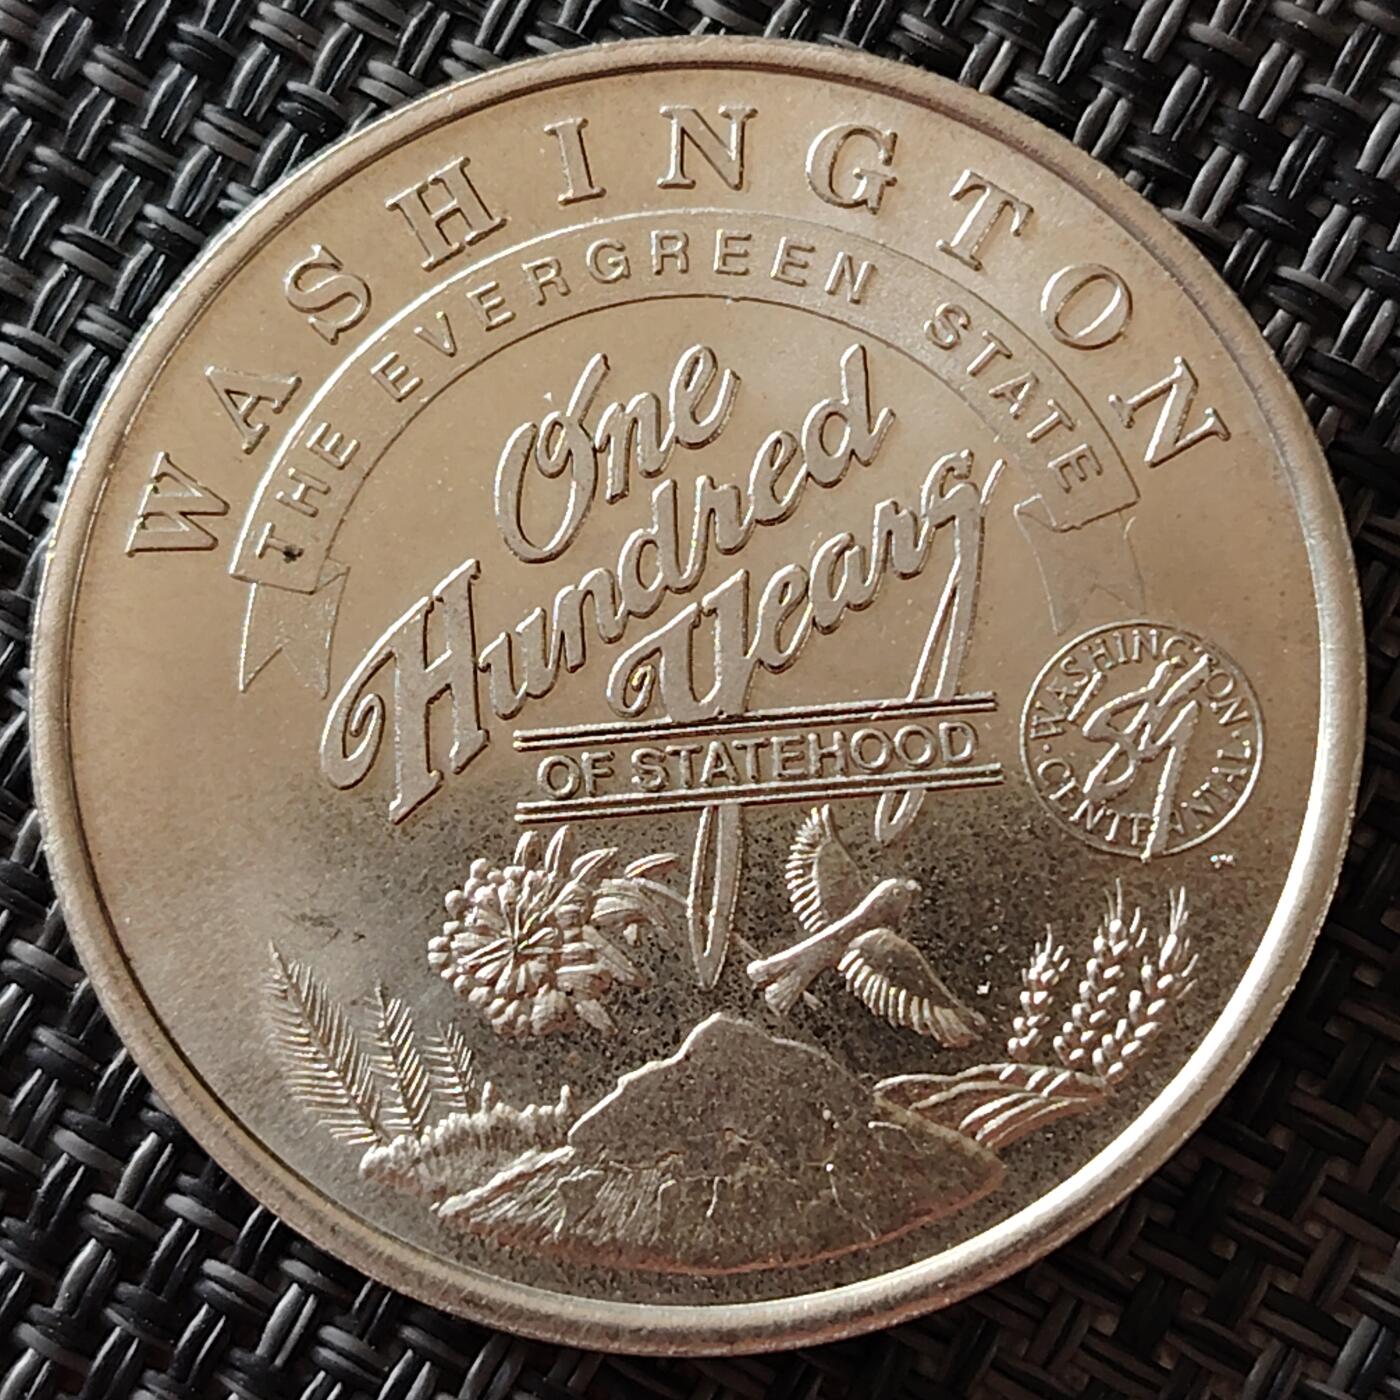 WASHINGTON
THE EVERGREEN STATE
One
Hundred
Years
OF STATEHOOD
WASHINGTON
CENTENNIAL